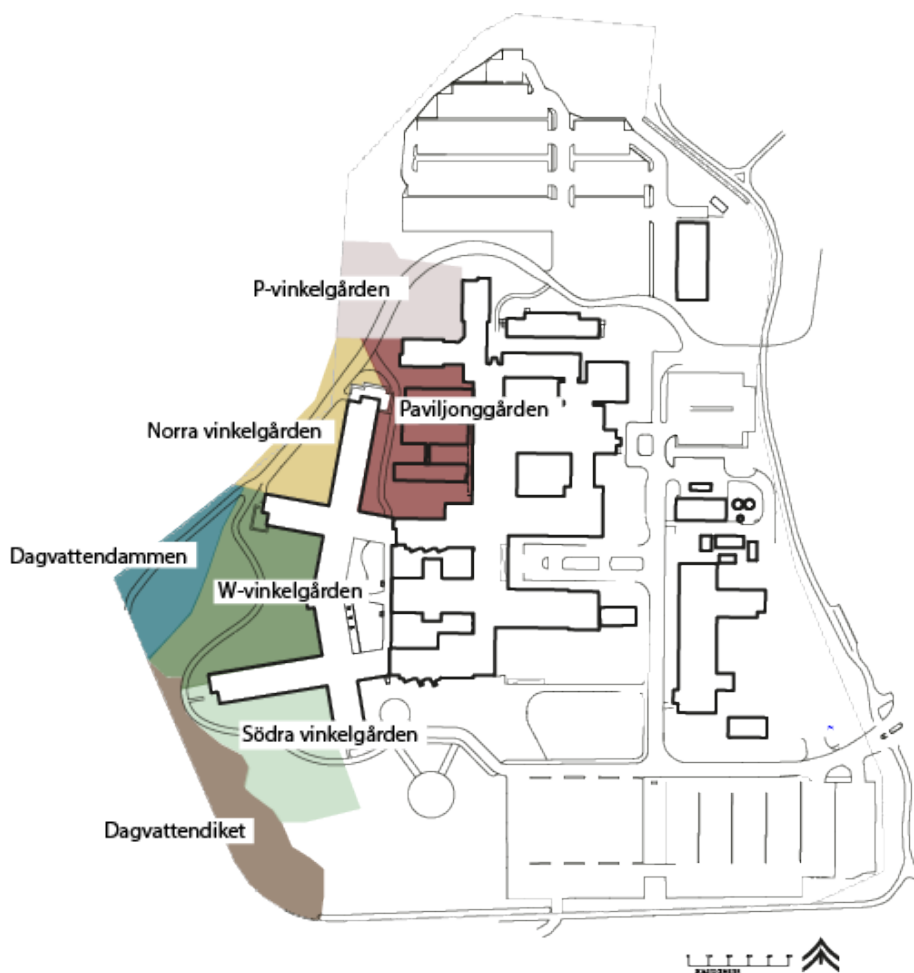 P-vinkelgården
Paviljonggården
Norra vinkelgården
Dagvattendammen
W-vinkelgården
Södra vinkelgården
Dagvattendiket